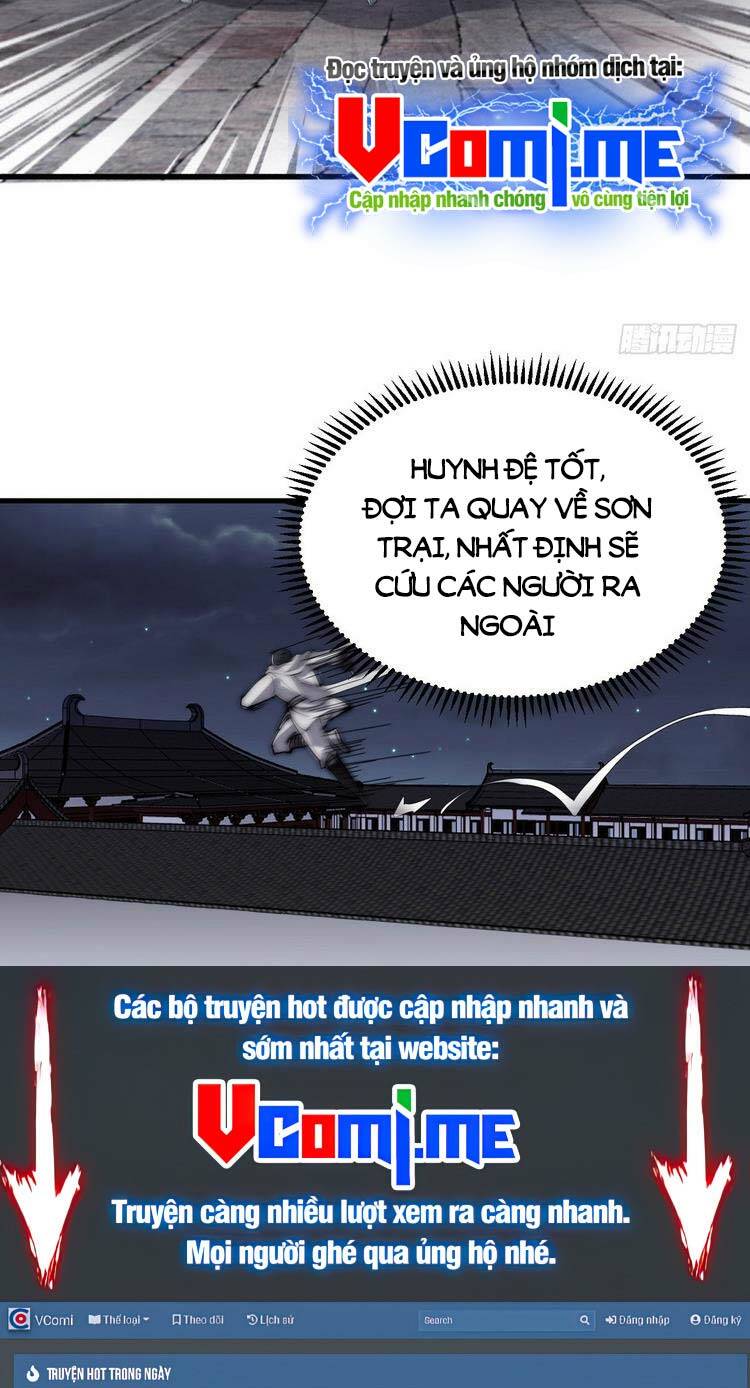 Đọc truyện và ủng hộ nhóm dịch tại:
VComi.me
Cập nhập nhanh chóng vô cùng tiện lợi
腾讯动漫
HUYNH ĐỆ TỐT,
ĐỢI TA QUAY VỀ SƠN
TRẠI, NHẤT ĐỊNH SẼ
CỨU CÁC NGƯỜI RA
NGOÀI
Các bộ truyện hot được cập nhập nhanh và
sớm nhất tại website:
VComi.me
Truyện càng nhiều lượt xem ra càng nhanh.
Mọi người ghé qua ủng hộ nhé.
VComi Thể loại Theo dõi Lịch sử Search Đăng nhập Đăng ký
TRUYỆN HOT TRONG NGÀY